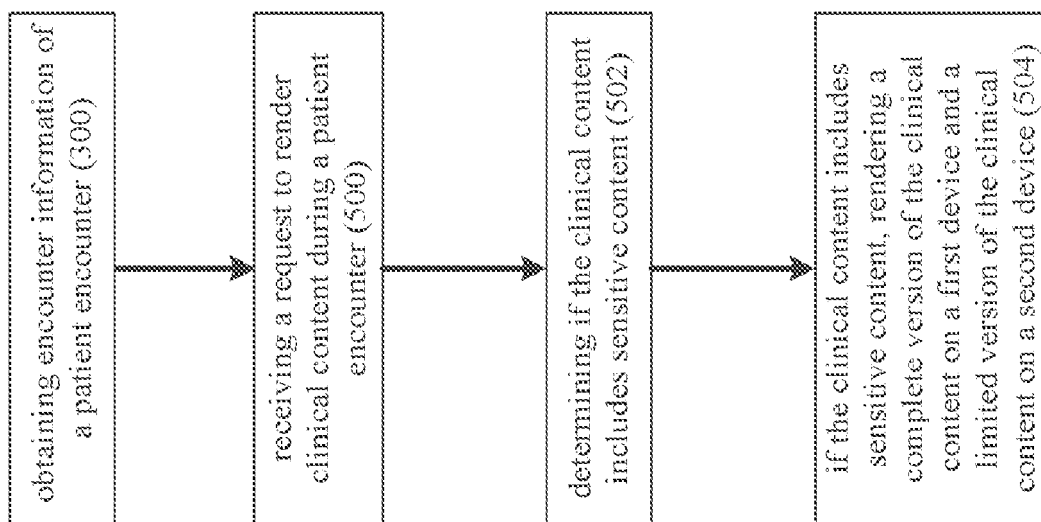 obtaining encounter information of
a patient encounter (300)
receiving a request to render
clinical content during a patient
encounter (500)
determining if the clinical content
includes sensitive content (502)
if the clinical content includes
sensitive content, rendering a
complete version of the clinical
content on a first device and a
limited version of the clinical
content on a second device (504)